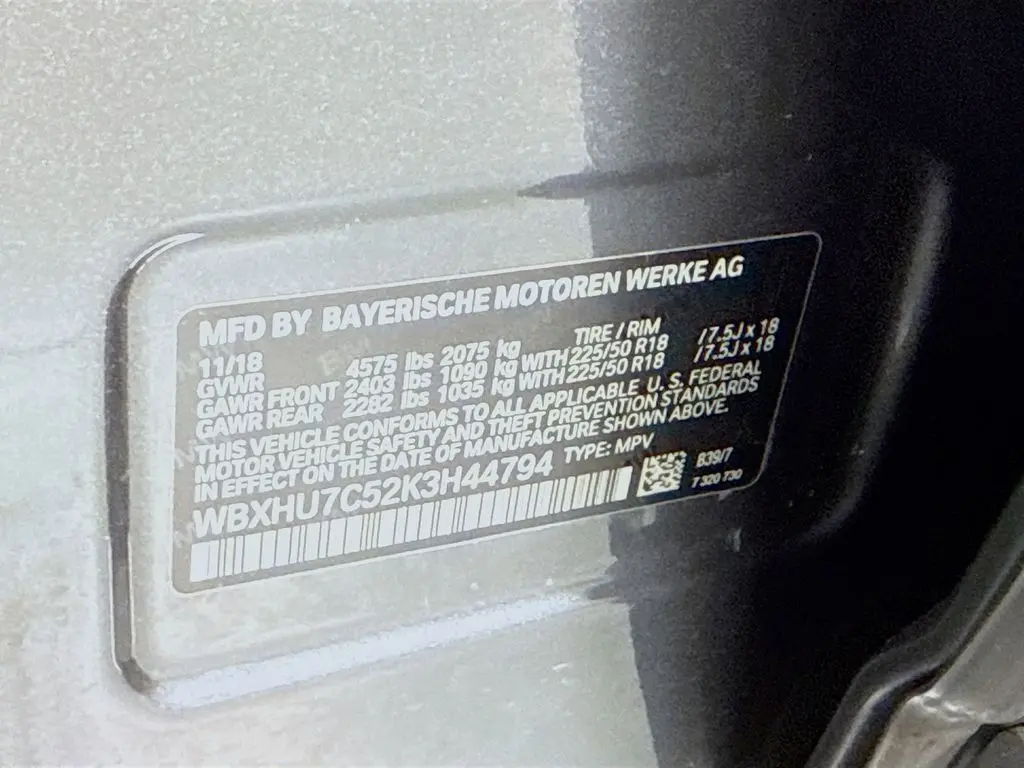 MFD BY BAYERISCHE MOTOREN WERKE AG
11/18 TIRE / RIM
GVWR 4575 lbs 2075 kg
GAWR FRONT 2403 lbs 1090 kg WITH 225/50 R18 /7.5J x 18
GAWR REAR 2282 lbs 1035 kg WITH 225/50 R18 /7.5J x 18
THIS VEHICLE CONFORMS TO ALL APPLICABLE U. S. FEDERAL
MOTOR VEHICLE SAFETY AND THEFT PREVENTION STANDARDS
IN EFFECT ON THE DATE OF MANUFACTURE SHOWN ABOVE.
WBXHU7C52K3H44794 TYPE: MPV
B39/7
7 320 730